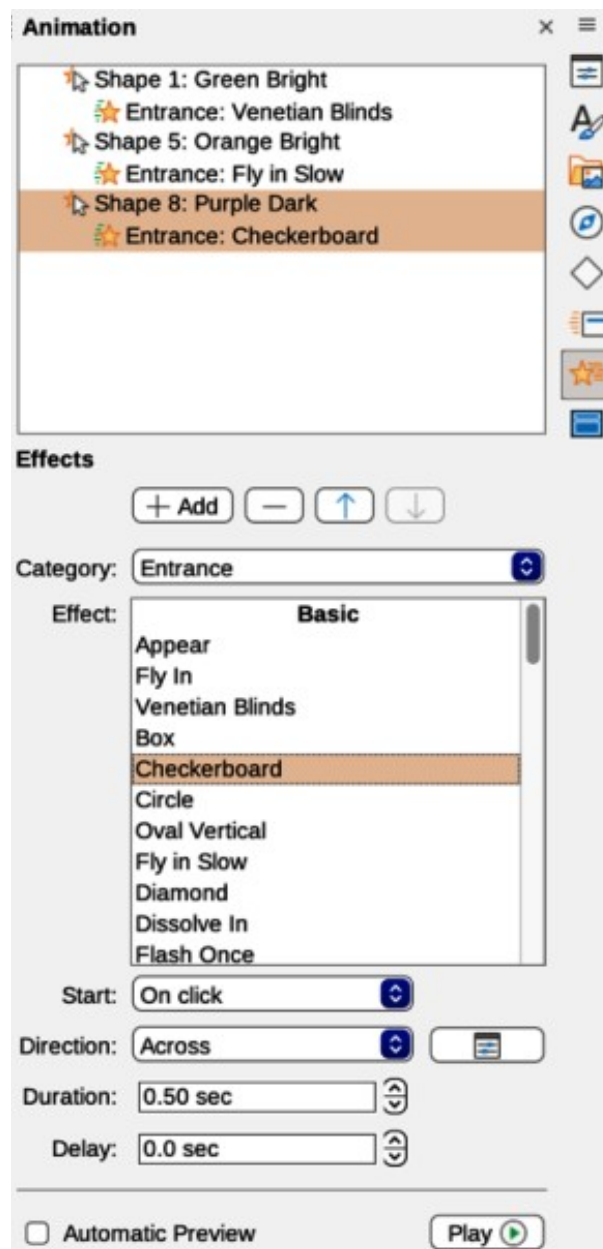 Animation
Shape 1: Green Bright
Entrance: Venetian Blinds
Shape 5: Orange Bright
Entrance: Fly in Slow
Shape 8: Purple Dark
Entrance: Checkerboard
Effects
Add
Category: Entrance
Effect: Basic
Appear
Fly In
Venetian Blinds
Box
Checkerboard
Circle
Oval Vertical
Fly in Slow
Diamond
Dissolve In
Flash Once
Start: On click
Direction: Across
Duration: 0.50 sec
Delay: 0.0 sec
Automatic Preview Play